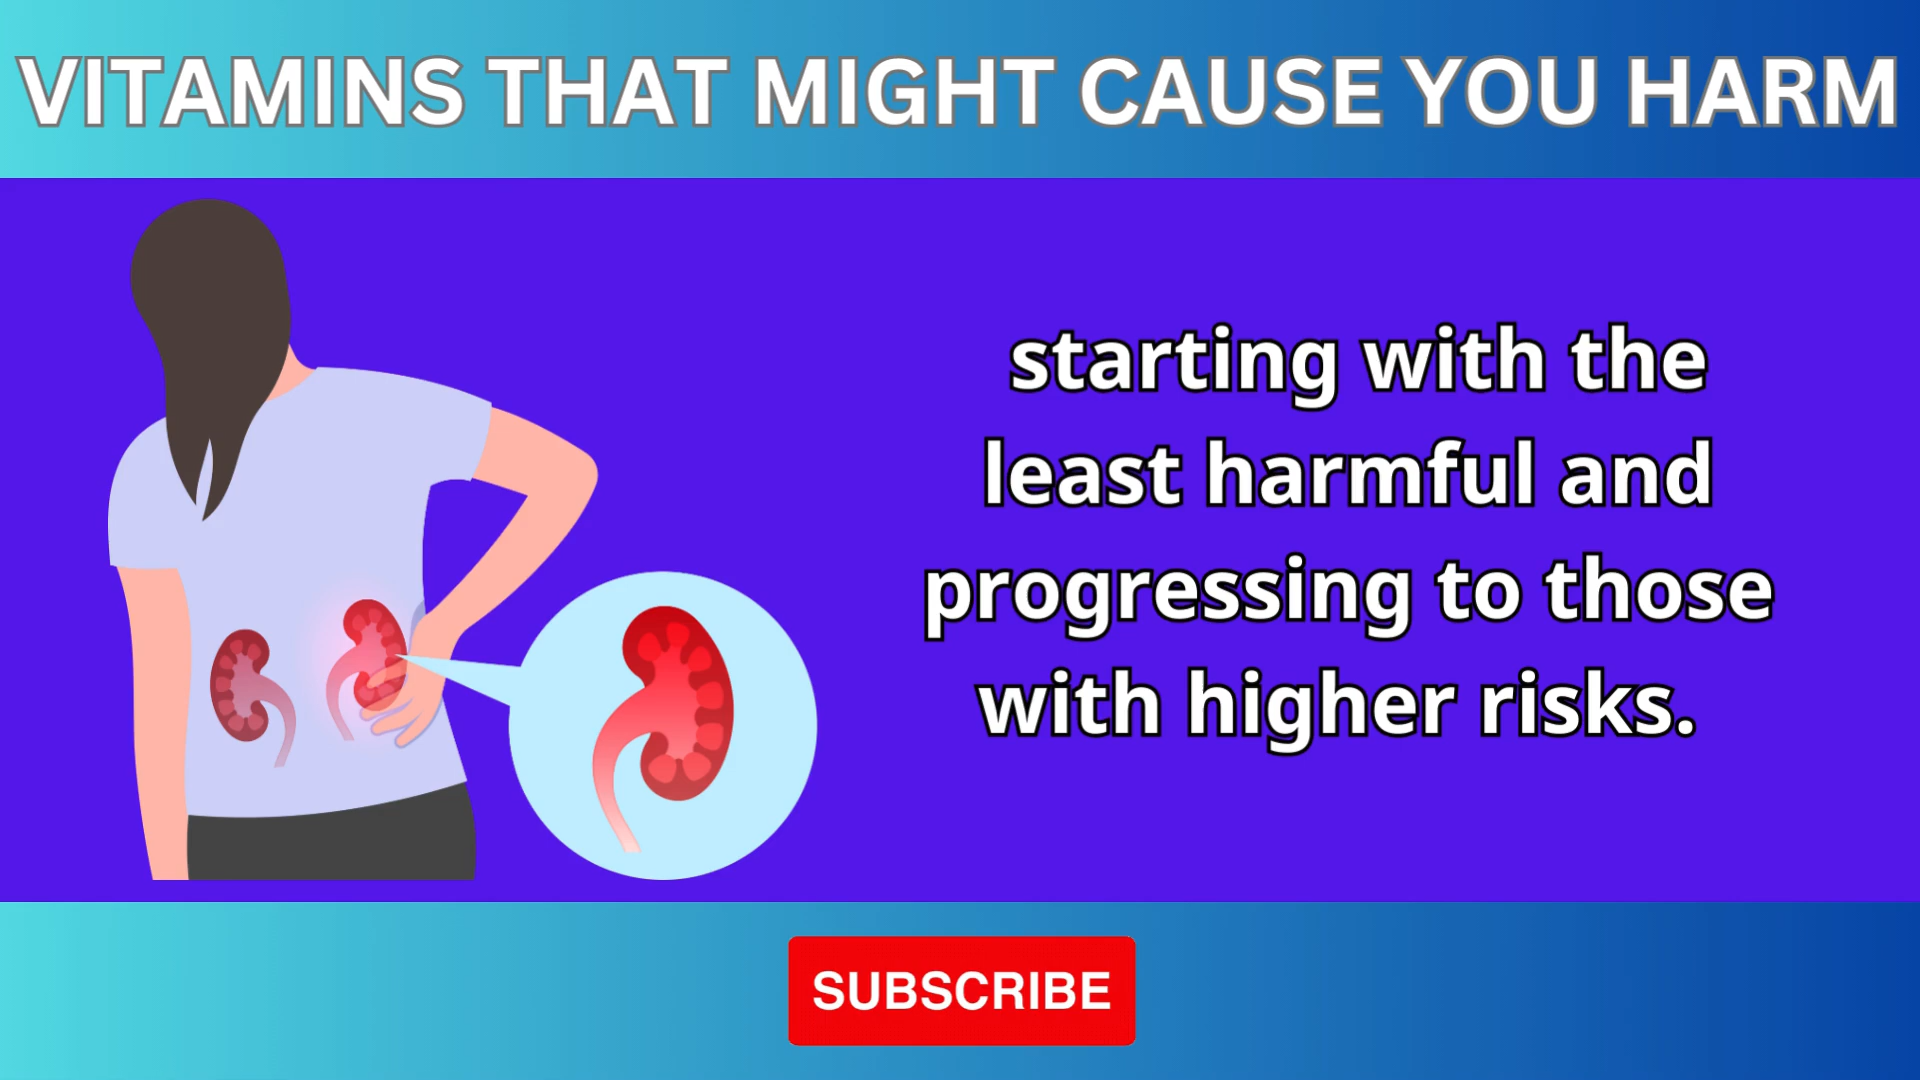 VITAMINS THAT MIGHT CAUSE YOU HARM
starting with the
least harmful and
progressing to those
with higher risks.
SUBSCRIBE